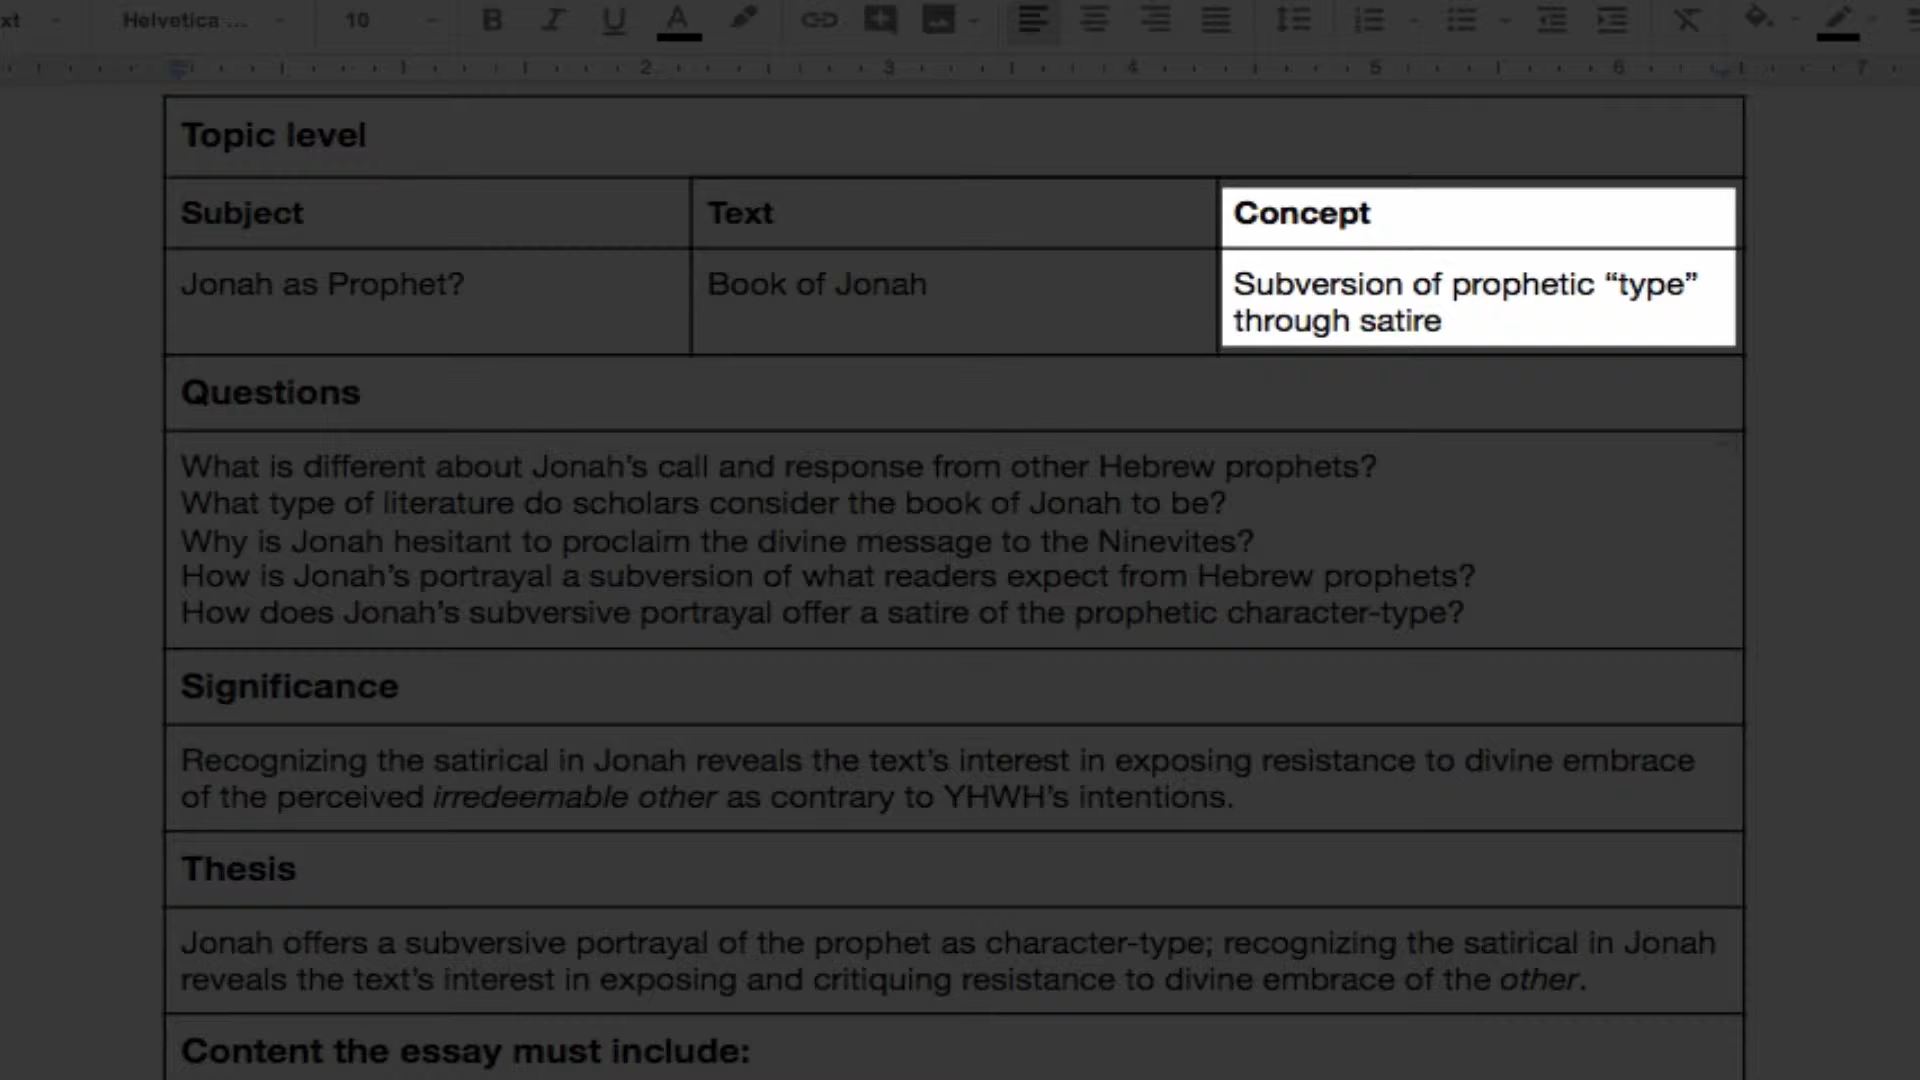 xt Helvetica ... 10 B I U A
2 3 4 5 6 7
Topic level
Subject Text Concept
Jonah as Prophet? Book of Jonah Subversion of prophetic “type”
through satire
Questions
What is different about Jonah’s call and response from other Hebrew prophets?
What type of literature do scholars consider the book of Jonah to be?
Why is Jonah hesitant to proclaim the divine message to the Ninevites?
How is Jonah’s portrayal a subversion of what readers expect from Hebrew prophets?
How does Jonah’s subversive portrayal offer a satire of the prophetic character-type?
Significance
Recognizing the satirical in Jonah reveals the text’s interest in exposing resistance to divine embrace
of the perceived irredeemable other as contrary to YHWH’s intentions.
Thesis
Jonah offers a subversive portrayal of the prophet as character-type; recognizing the satirical in Jonah
reveals the text’s interest in exposing and critiquing resistance to divine embrace of the other.
Content the essay must include: